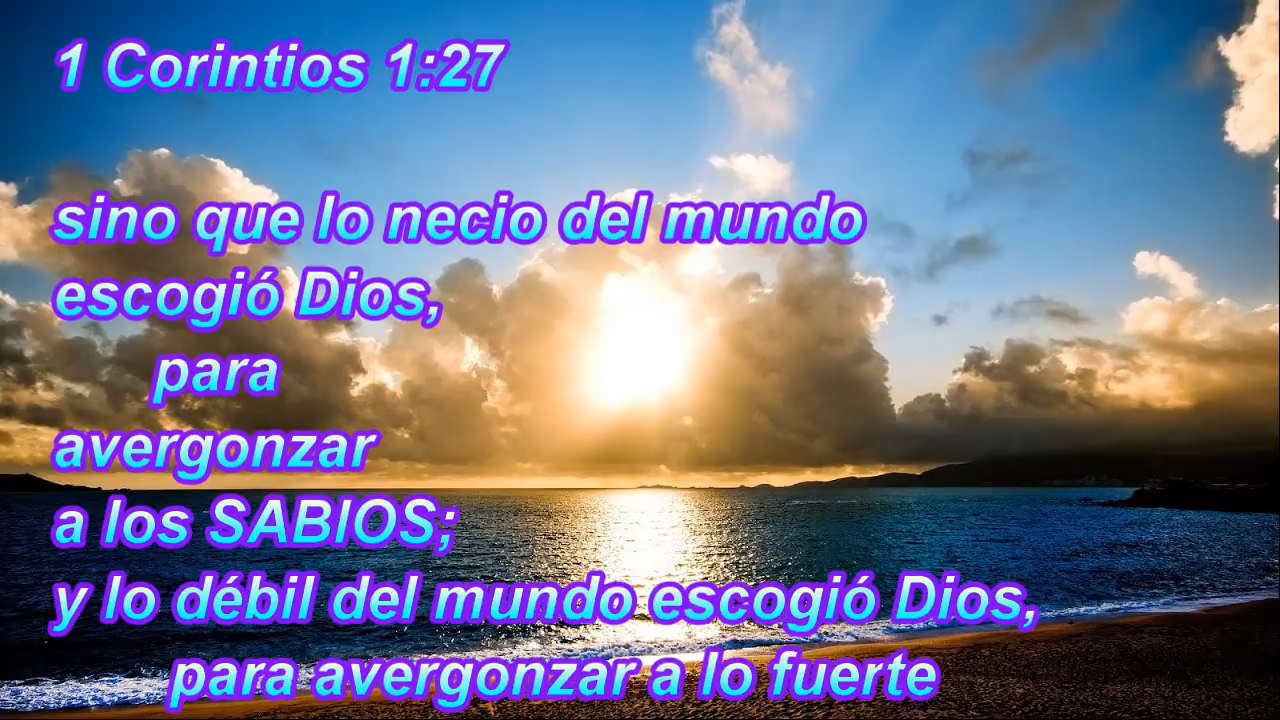 1 Corintios 1:27
sino que lo necio del mundo
escogió Dios,
para
avergonzar
a los SABIOS;
y lo débil del mundo escogió Dios,
para avergonzar a lo fuerte